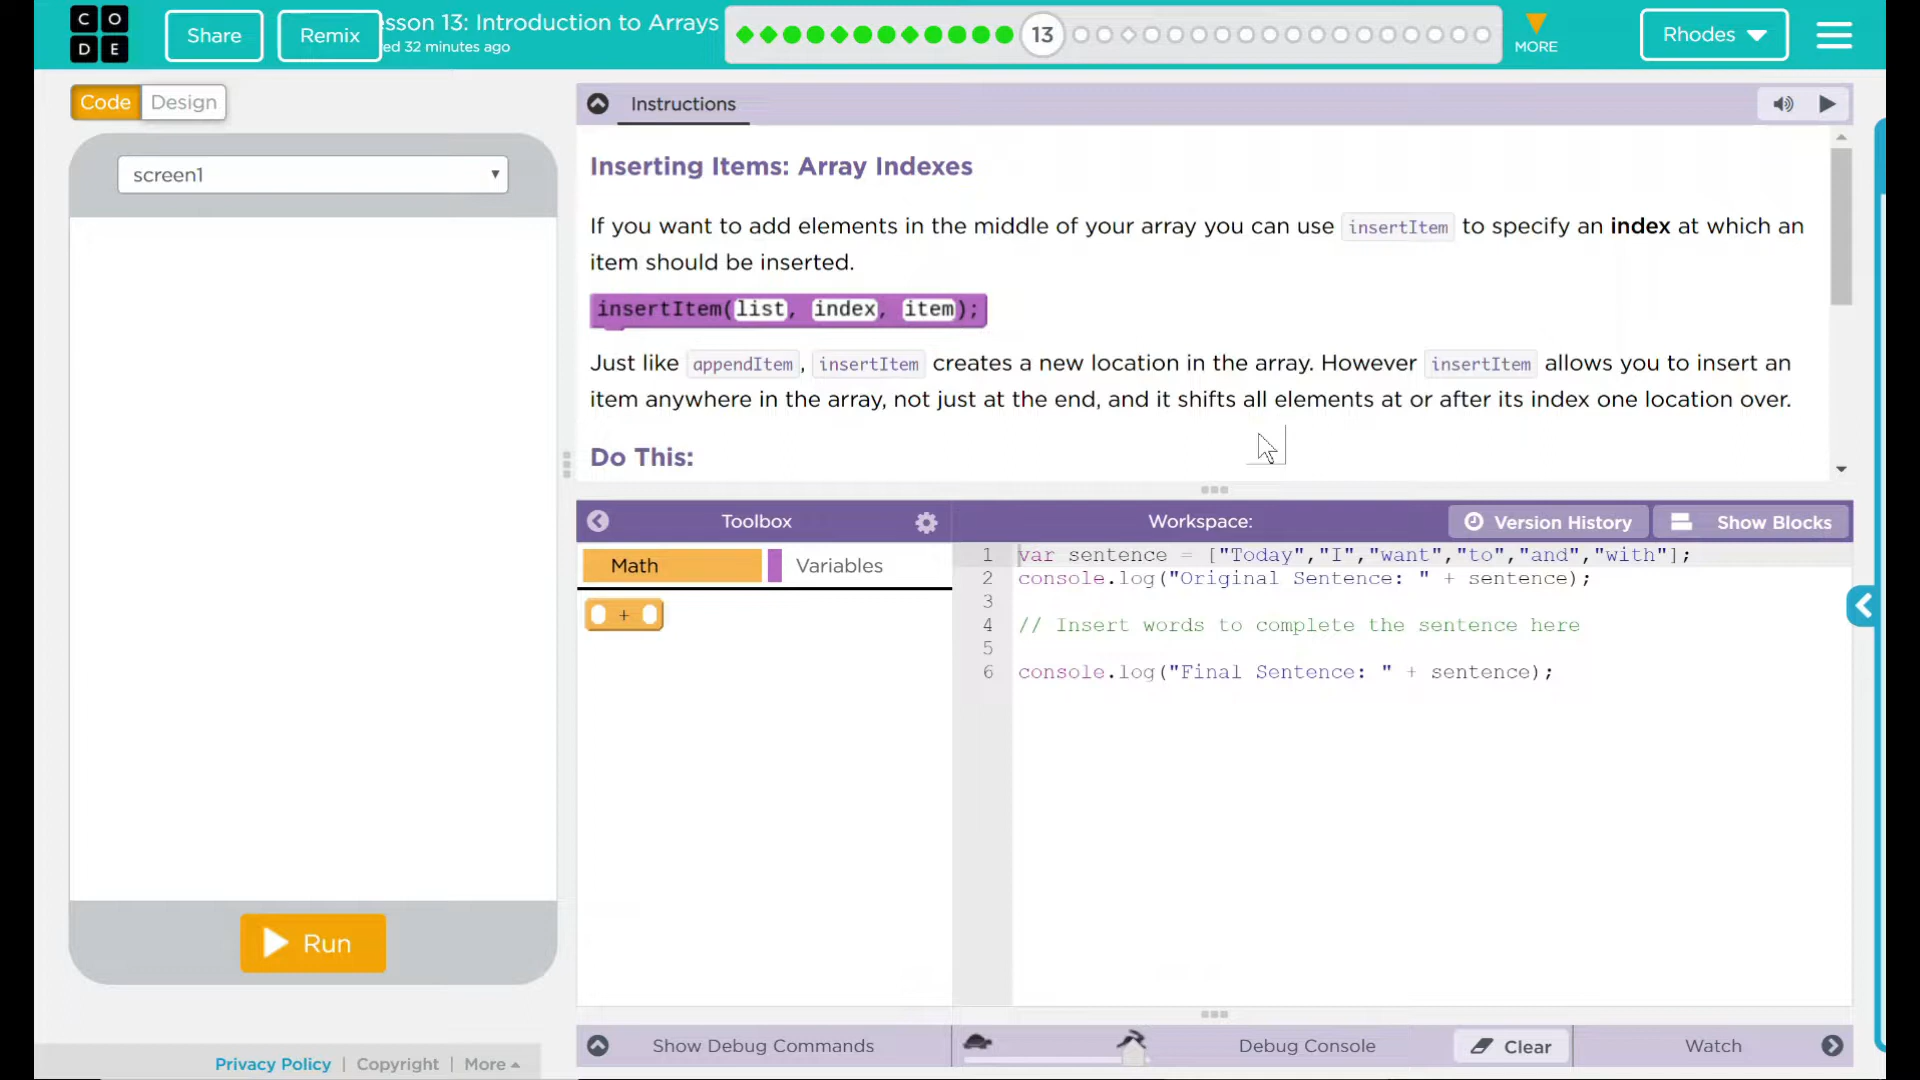 C O
D E
Share
Remix
esson 13: Introduction to Arrays
ed 32 minutes ago
13
MORE
Rhodes
Code
Design
screen1
Run
Privacy Policy | Copyright | More
Instructions
Inserting Items: Array Indexes
If you want to add elements in the middle of your array you can use insertItem to specify an index at which an
item should be inserted.
insertItem(list, index, item);
Just like appendItem, insertItem creates a new location in the array. However insertItem allows you to insert an
item anywhere in the array, not just at the end, and it shifts all elements at or after its index one location over.
Do This:
Toolbox
Math
Variables
+
Workspace:
Version History
Show Blocks
1 var sentence = ["Today","I","want","to","and","with"];
2 console.log("Original Sentence: " + sentence);
3
4 // Insert words to complete the sentence here
5
6 console.log("Final Sentence: " + sentence);
Show Debug Commands
Debug Console
Clear
Watch